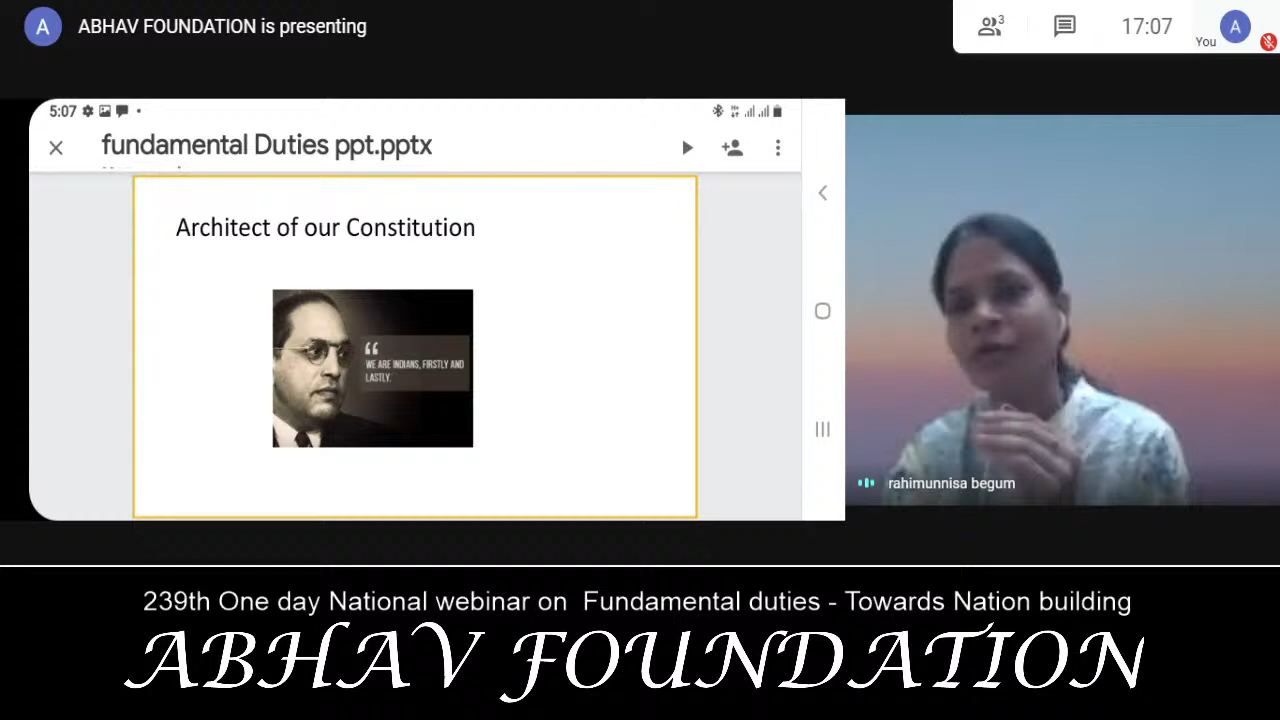 A ABHAV FOUNDATION is presenting
3
17:07
You
A
5:07
fundamental Duties ppt.pptx
Architect of our Constitution
“
WE ARE INDIANS, FIRSTLY AND
LASTLY.
rahimunnisa begum
239th One day National webinar on Fundamental duties - Towards Nation building
ABHAV FOUNDATION